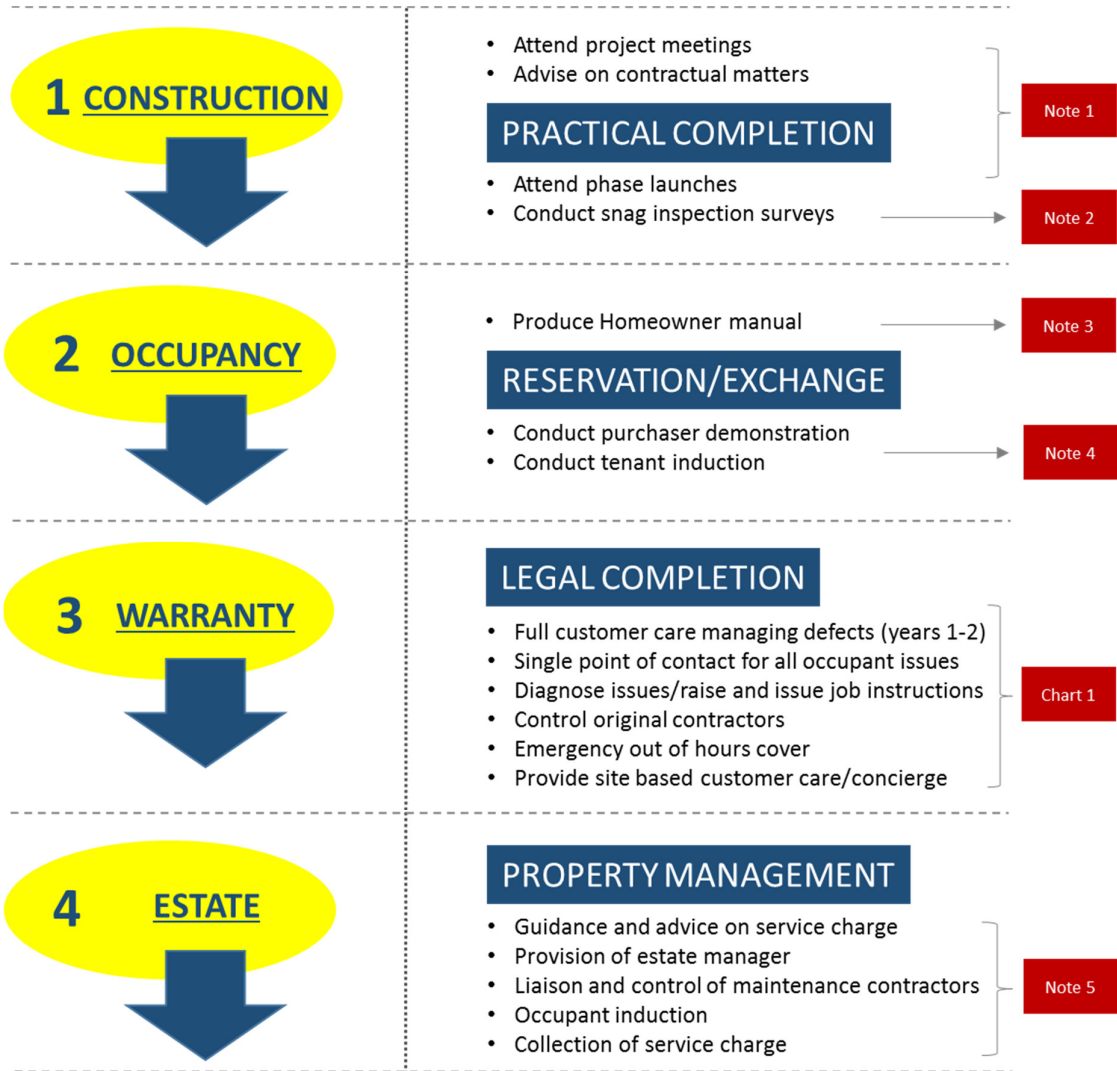 1 CONSTRUCTION
• Attend project meetings
• Advise on contractual matters
PRACTICAL COMPLETION
• Attend phase launches
• Conduct snag inspection surveys
Note 1
Note 2
2 OCCUPANCY
• Produce Homeowner manual
Note 3
RESERVATION/EXCHANGE
• Conduct purchaser demonstration
• Conduct tenant induction
Note 4
3 WARRANTY
LEGAL COMPLETION
• Full customer care managing defects (years 1-2)
• Single point of contact for all occupant issues
• Diagnose issues/raise and issue job instructions
• Control original contractors
• Emergency out of hours cover
• Provide site based customer care/concierge
Chart 1
4 ESTATE
PROPERTY MANAGEMENT
• Guidance and advice on service charge
• Provision of estate manager
• Liaison and control of maintenance contractors
• Occupant induction
• Collection of service charge
Note 5